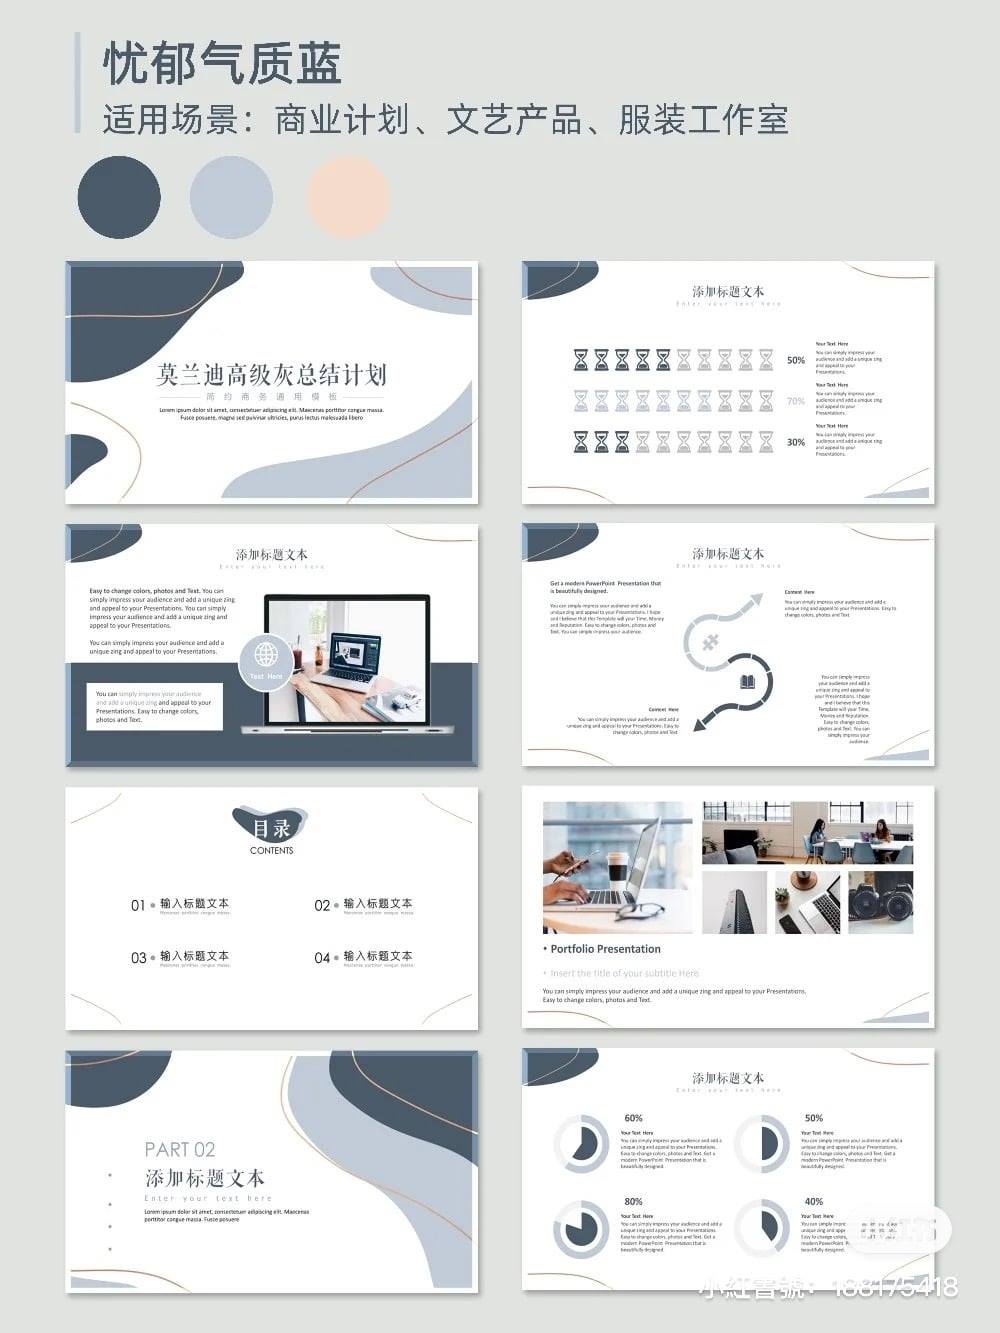 忧郁气质蓝
适用场景：商业计划、文艺产品、服装工作室
莫兰迪高级灰总结计划
简约商务通用模板
Lorem ipsum dolor sit amet, consectetuer adipiscing elit. Maecenas porttitor congue massa.
Fusce posuere, magna sed pulvinar ultricies, purus lectus malesuada libero
添加标题文本
Enter your text here
50%
Your Text Here
You can simply impress your
audience and add a unique zing
and appeal to your
Presentations.
70%
Your Text Here
You can simply impress your
audience and add a unique zing
and appeal to your
Presentations.
30%
Your Text Here
You can simply impress your
audience and add a unique zing
and appeal to your
Presentations.
添加标题文本
Enter your text here
Easy to change colors, photos and Text. You can
simply impress your audience and add a unique zing
and appeal to your Presentations. You can simply
impress your audience and add a unique zing and
appeal to your Presentations.
You can simply impress your audience and add a
unique zing and appeal to your Presentations.
Text Here
You can simply impress your audience
and add a unique zing and appeal to your
Presentations. Easy to change colors,
photos and Text.
添加标题文本
Enter your text here
Get a modern PowerPoint Presentation that
is beautifully designed.
You can simply impress your audience and add a
unique zing and appeal to your Presentations. I hope
and I believe that this Template will your Time, Money
and Reputation. Easy to change colors, photos and
Text. You can simply impress your audience.
Content Here
You can simply impress your audience and add a
unique zing and appeal to your Presentations. Easy to
change colors, photos and Text.
You can simply impress
your audience and add a
unique zing and appeal to
your Presentations. I hope
and I believe that this
Template will your Time,
Money and Reputation.
Easy to change colors,
photos and Text. You can
simply impress your
audience.
Content Here
You can simply impress your audience and add a
unique zing and appeal to your Presentations. Easy to
change colors, photos and Text.
目录
CONTENTS
01 输入标题文本
Maecenas porttitor congue massa
02 输入标题文本
Maecenas porttitor congue massa
03 输入标题文本
Maecenas porttitor congue massa
04 输入标题文本
Maecenas porttitor congue massa
• Portfolio Presentation
• Insert the title of your subtitle Here
You can simply impress your audience and add a unique zing and appeal to your Presentations.
Easy to change colors, photos and Text.
PART 02
添加标题文本
Enter your text here
Lorem ipsum dolor sit amet, consectetuer adipiscing elit. Maecenas
porttitor congue massa. Fusce posuere
添加标题文本
Enter your text here
60%
Your Text Here
You can simply impress your audience and add a
unique zing and appeal to your Presentations.
Easy to change colors, photos and Text. Get a
modern PowerPoint Presentation that is
beautifully designed.
50%
Your Text Here
You can simply impress your audience and add a
unique zing and appeal to your Presentations.
Easy to change colors, photos and Text. Get a
modern PowerPoint Presentation that is
beautifully designed.
80%
Your Text Here
You can simply impress your audience and add a
unique zing and appeal to your Presentations.
Easy to change colors, photos and Text. Get a
modern PowerPoint Presentation that is
beautifully designed.
40%
Your Text Here
You can simply impre
unique zing and appe
Easy to change colors, photos and Text. Get a
modern PowerPoint Presentation that is
beautifully designed.
小红书
小紅書號：188175418